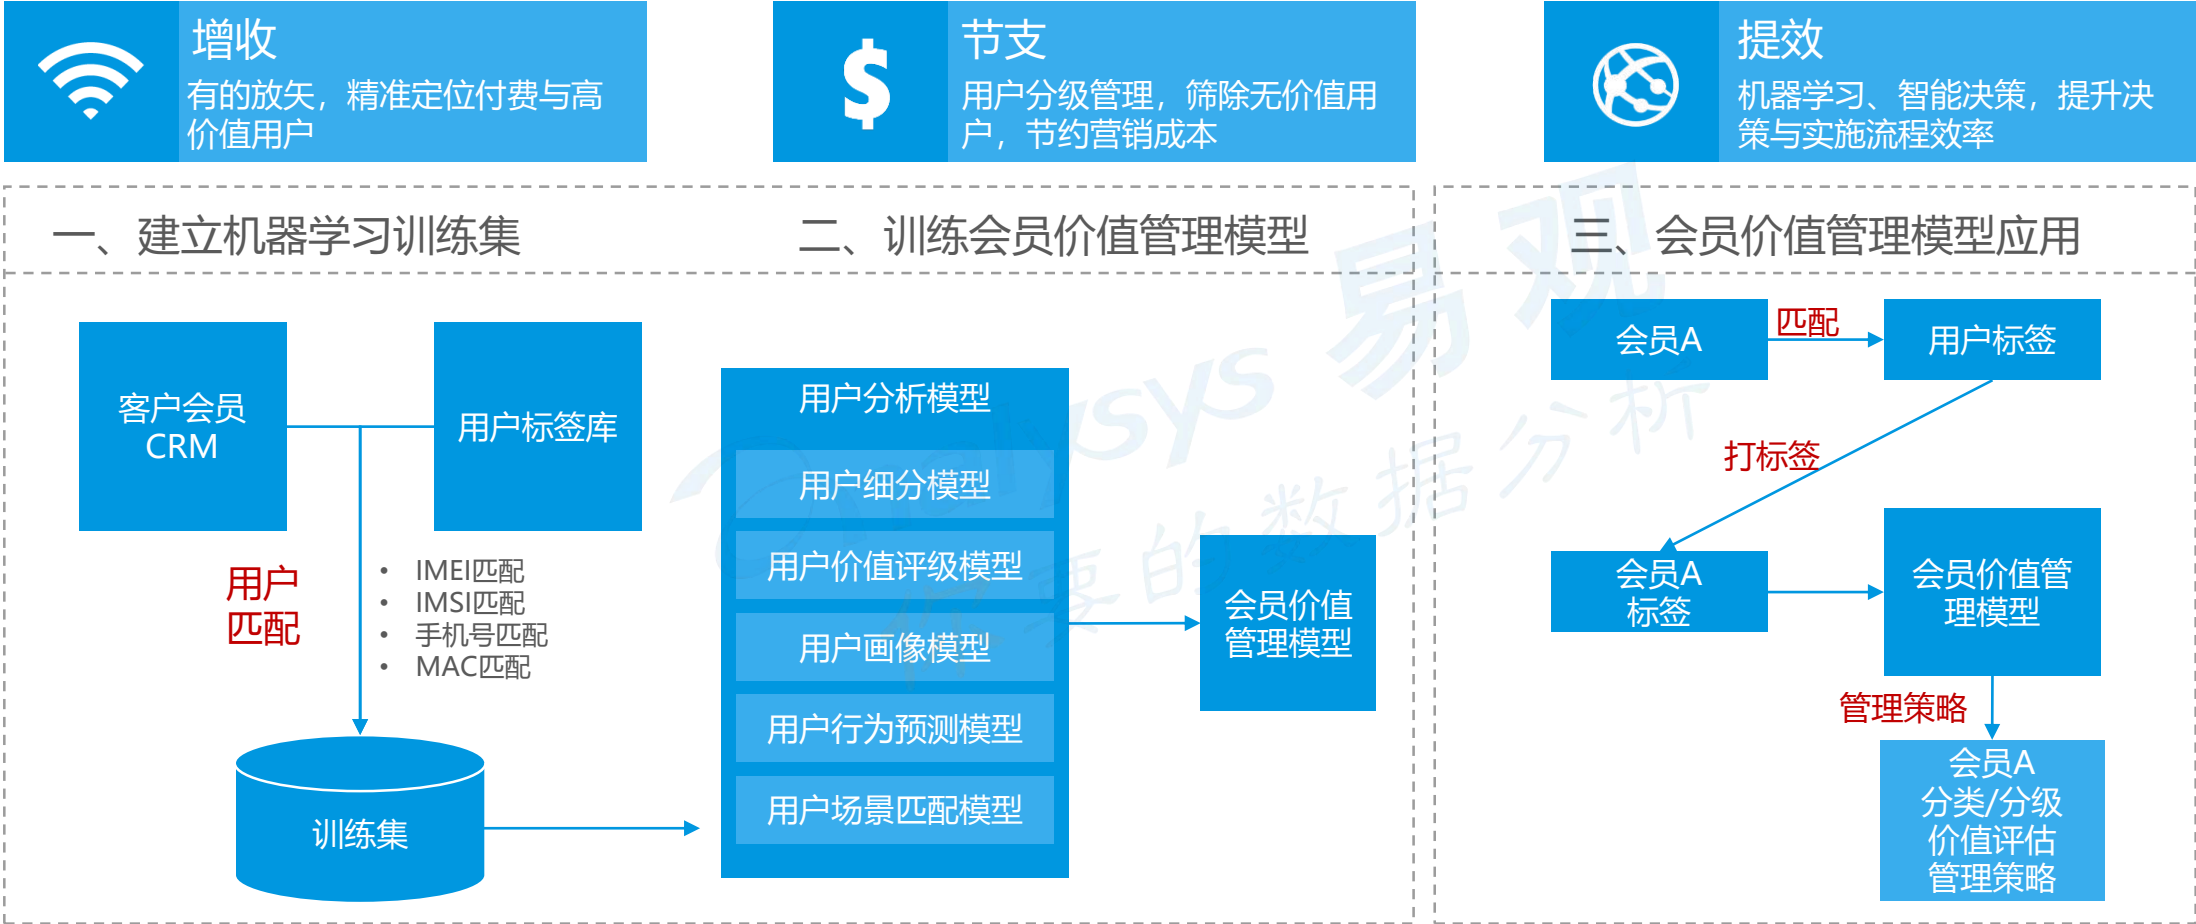 增收
有的放矢，精准定位付费与高
价值用户
节支
用户分级管理，筛除无价值用
户，节约营销成本
提效
机器学习、智能决策，提升决
策与实施流程效率
一、建立机器学习训练集
二、训练会员价值管理模型
三、会员价值管理模型应用
客户会员
CRM
用户标签库
用户
匹配
• IMEI匹配
• IMSI匹配
• 手机号匹配
• MAC匹配
训练集
用户分析模型
用户细分模型
用户价值评级模型
用户画像模型
用户行为预测模型
用户场景匹配模型
会员价值
管理模型
会员A
匹配
用户标签
打标签
会员A
标签
会员价值管
理模型
管理策略
会员A
分类/分级
价值评估
管理策略
Analysys 易观
你要的数据分析